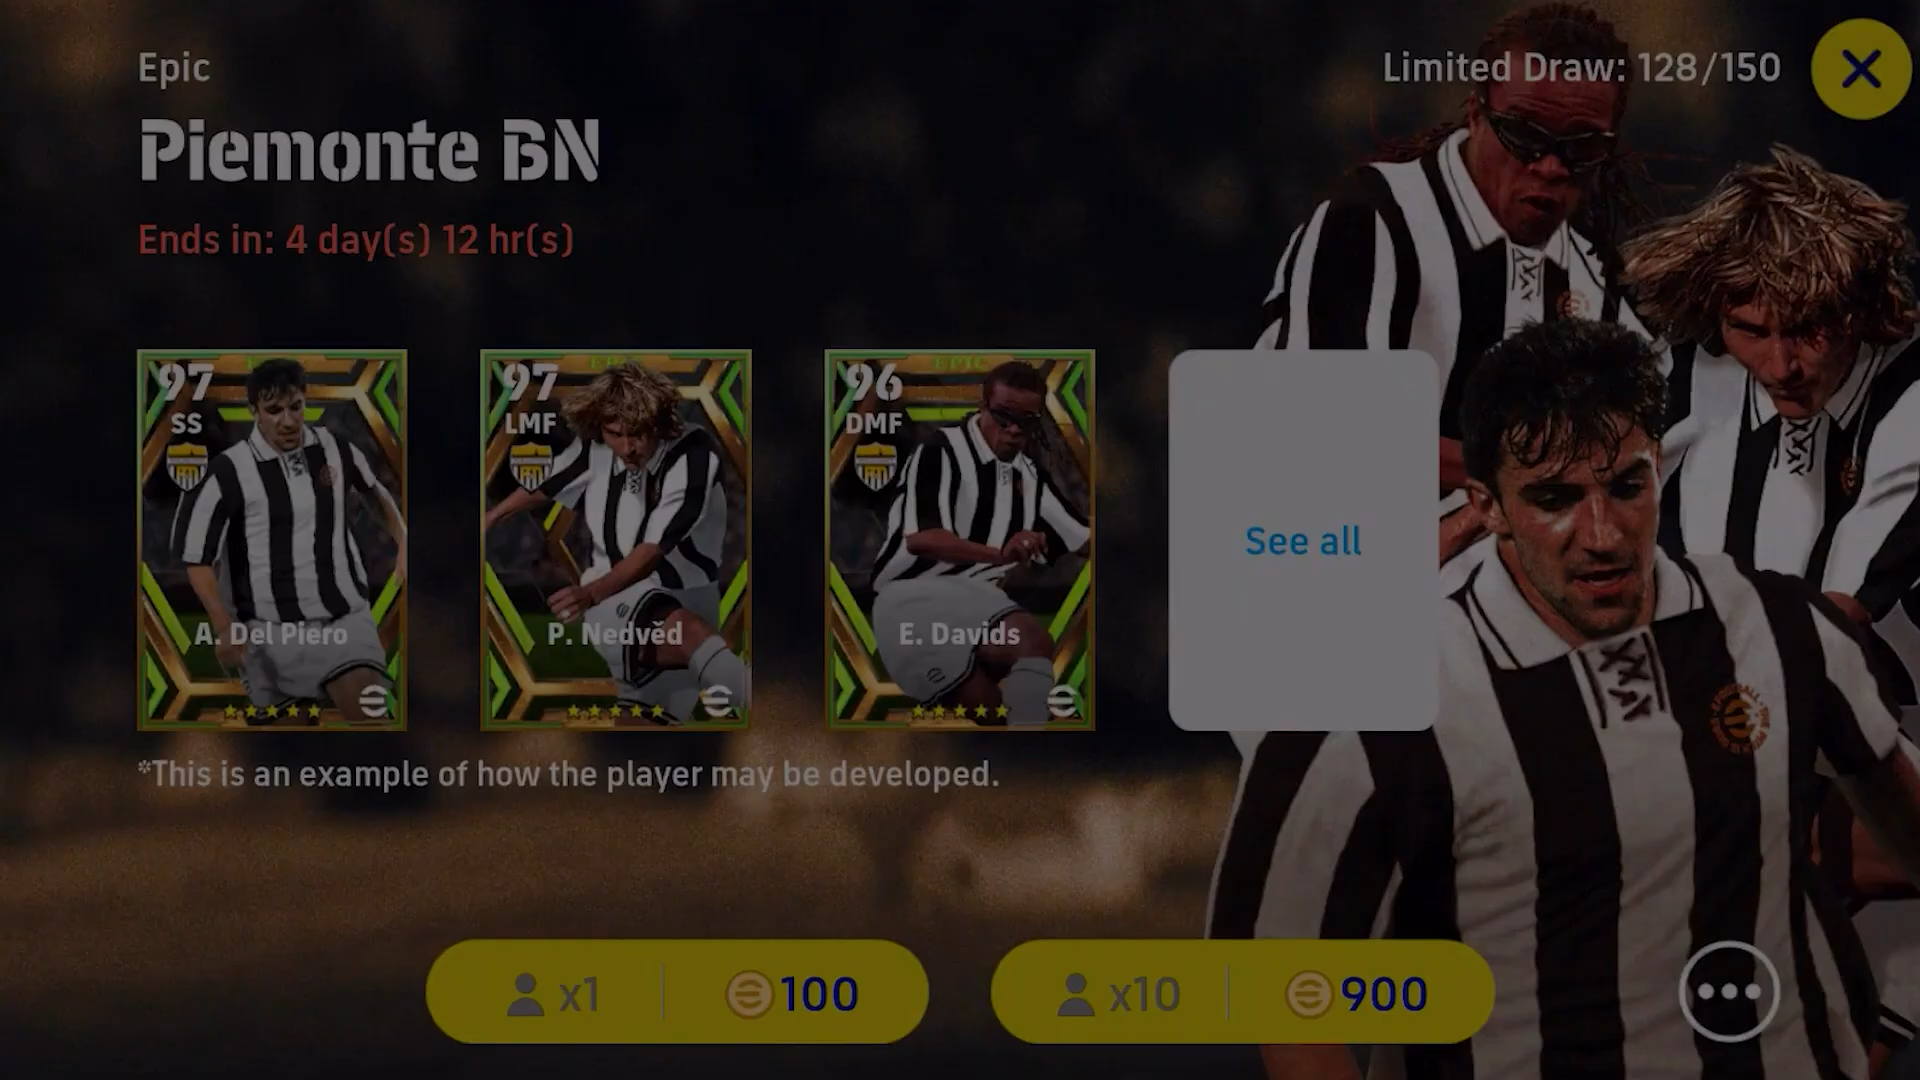 Epic
Limited Draw: 128/150
Piemonte BN
Ends in: 4 day(s) 12 hr(s)
97
SS
A. Del Piero
97
LMF
P. Nedvěd
EPIC
96
DMF
E. Davids
See all
*This is an example of how the player may be developed.
x1
100
x10
900